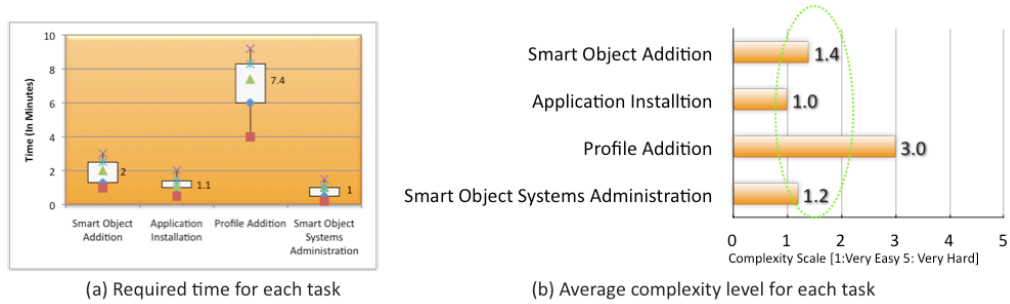 10
8
6
4
2
0
Time (In Minutes)
2
1.1
7.4
1
Smart Object
Addition
Application
Installation
Profile Addition
Smart Object
Systems
Administration
(a) Required time for each task
Smart Object Addition
1.4
Application Installtion
1.0
Profile Addition
3.0
Smart Object Systems Administration
1.2
0 1 2 3 4 5
Complexity Scale [1:Very Easy 5: Very Hard]
(b) Average complexity level for each task